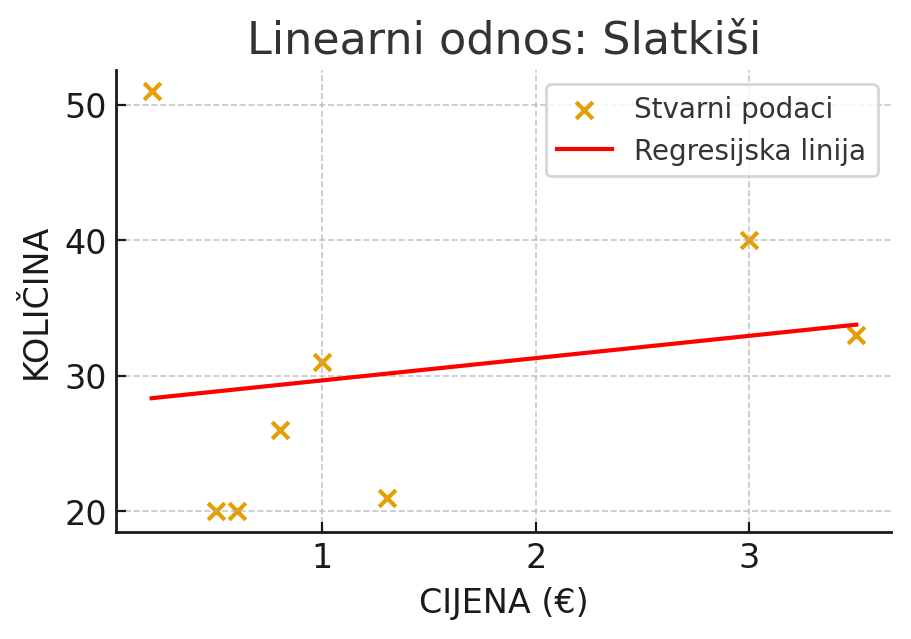 Linearni odnos: Slatkiši
Stvarni podaci
Regresijska linija
KOLIČINA
50
40
30
20
1
2
3
CIJENA (€)